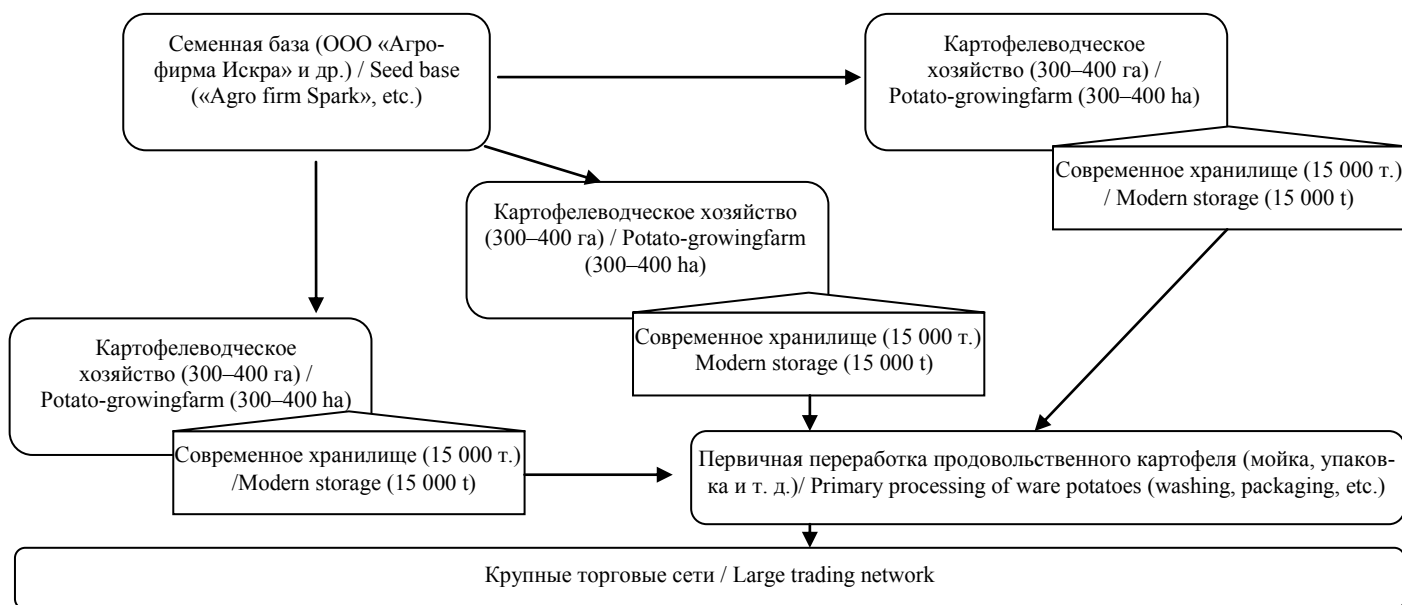 Семенная база (ООО «Агро-
фирма Искра» и др.) / Seed base
(«Agro firm Spark», etc.)
Картофелеводческое
хозяйство (300–400 га) /
Potato-growingfarm (300–400 ha)
Современное хранилище (15 000 т.)
/ Modern storage (15 000 t)
Картофелеводческое хозяйство
(300–400 га) / Potato-growingfarm
(300–400 ha)
Современное хранилище (15 000 т.)
Modern storage (15 000 t)
Картофелеводческое
хозяйство (300–400 га) /
Potato-growingfarm (300–400 ha)
Современное хранилище (15 000 т.)
/Modern storage (15 000 t)
Первичная переработка продовольственного картофеля (мойка, упаков-
ка и т. д.)/ Primary processing of ware potatoes (washing, packaging, etc.)
Крупные торговые сети / Large trading network